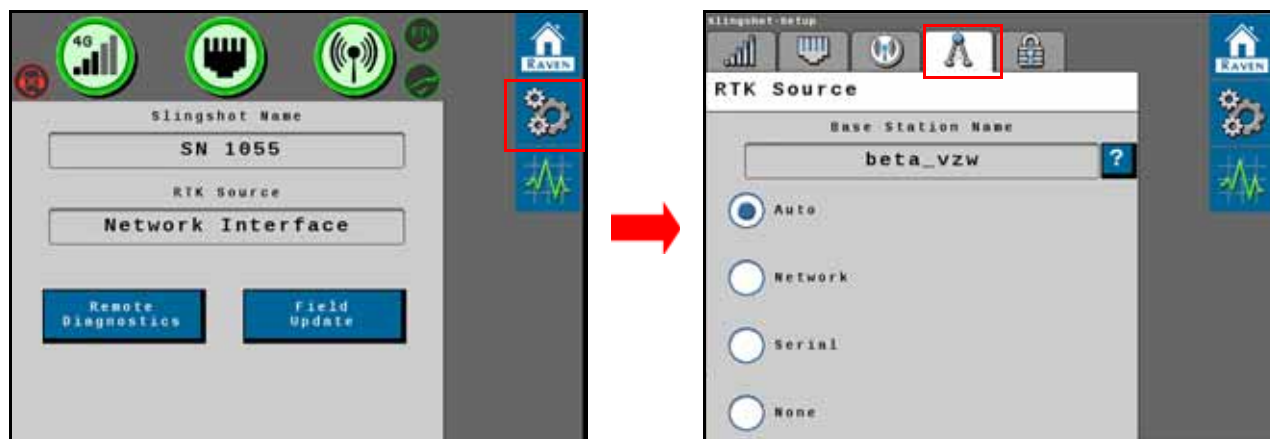 4G
RAVEN
Slingshot Name
SN 1055
RTK Source
Network Interface
Remote
Diagnostics
Field
Update
Slingshot-Setup
RAVEN
RTK Source
Base Station Name
beta_vzw
?
Auto
Network
Serial
None